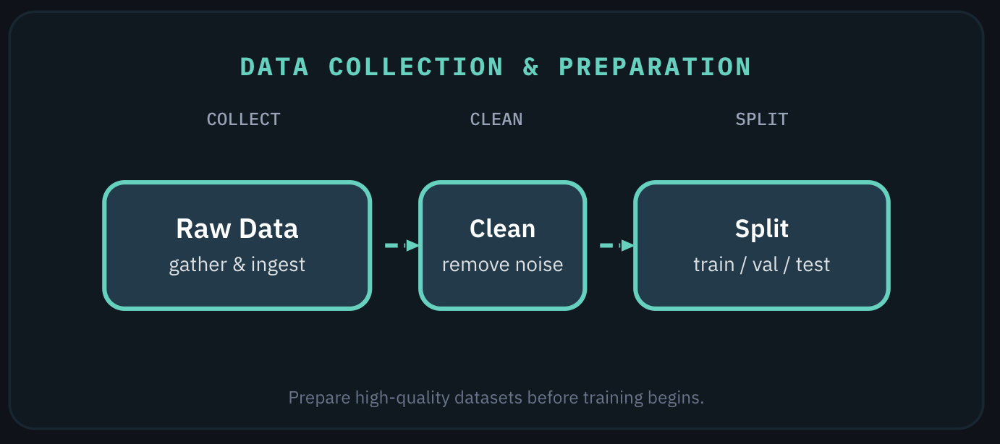 DATA COLLECTION & PREPARATION
COLLECT
CLEAN
SPLIT
Raw Data
gather & ingest
Clean
remove noise
Split
train / val / test
Prepare high-quality datasets before training begins.